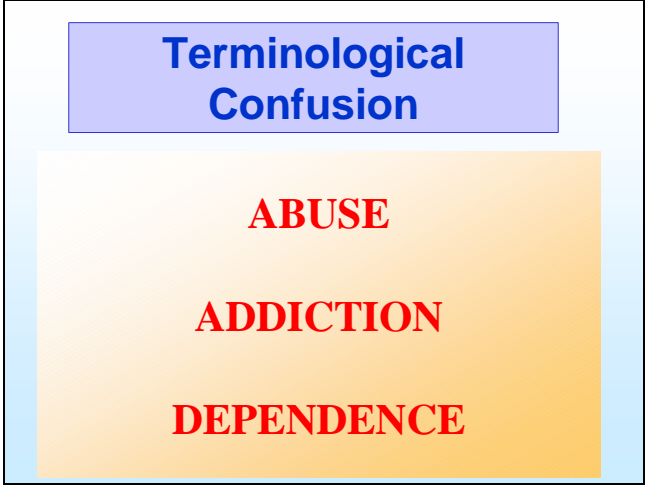 Terminological
Confusion
ABUSE
ADDICTION
DEPENDENCE